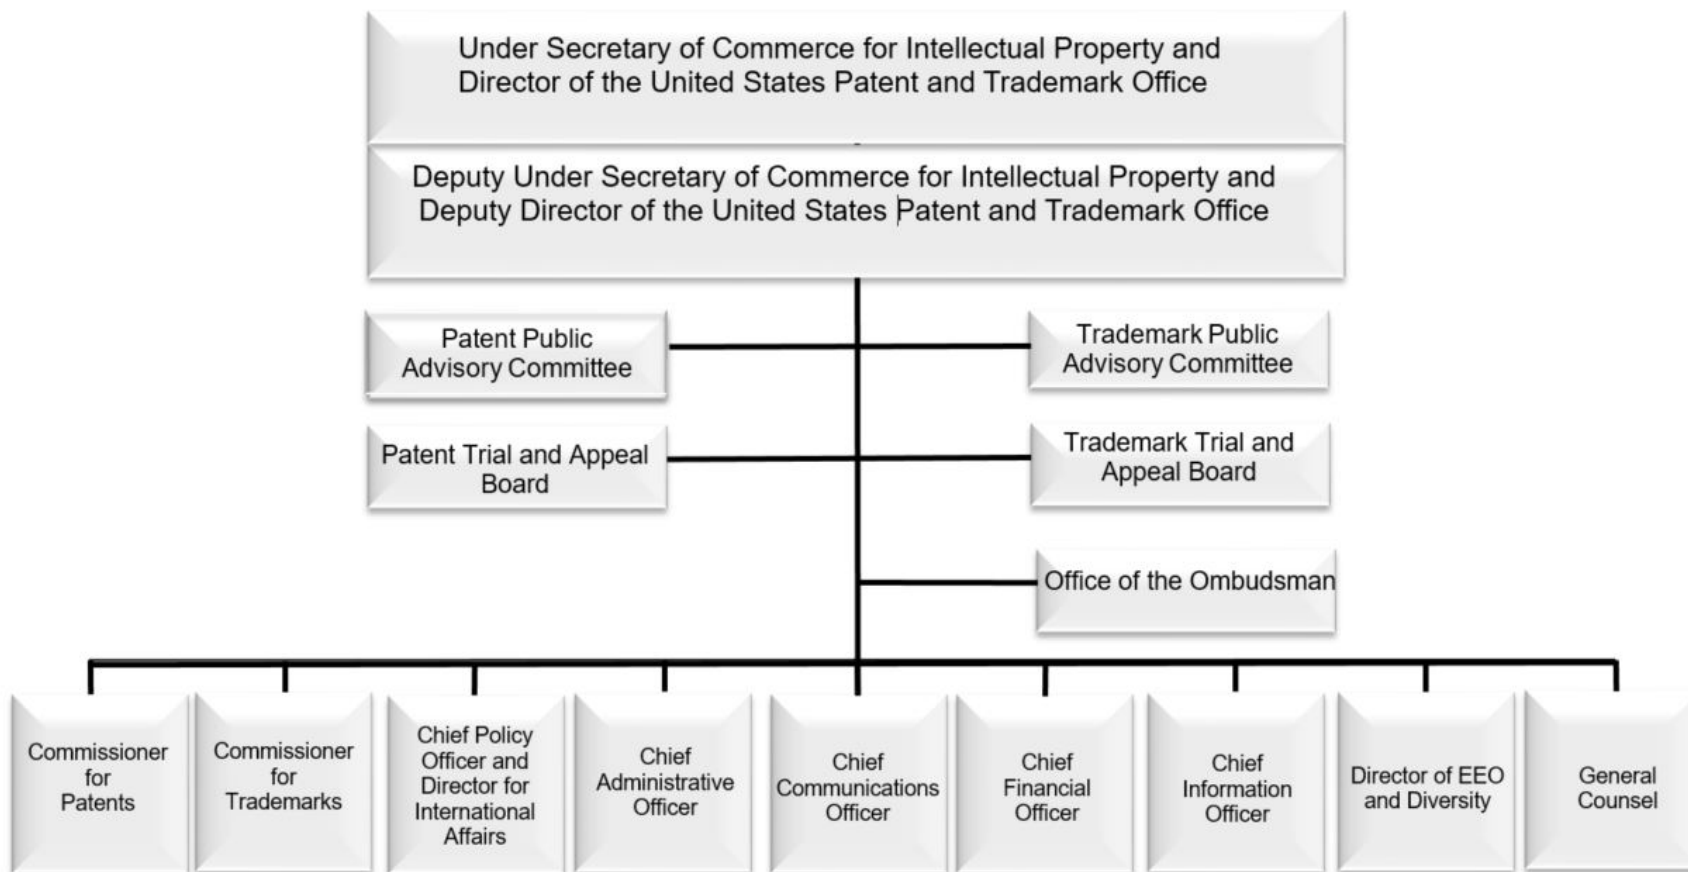 Under Secretary of Commerce for Intellectual Property and
Director of the United States Patent and Trademark Office
Deputy Under Secretary of Commerce for Intellectual Property and
Deputy Director of the United States Patent and Trademark Office
Patent Public
Advisory Committee
Trademark Public
Advisory Committee
Patent Trial and Appeal
Board
Trademark Trial and
Appeal Board
Office of the Ombudsman
Commissioner
for
Patents
Commissioner
for
Trademarks
Chief Policy
Officer and
Director for
International
Affairs
Chief
Administrative
Officer
Chief
Communications
Officer
Chief
Financial
Officer
Chief
Information
Officer
Director of EEO
and Diversity
General
Counsel